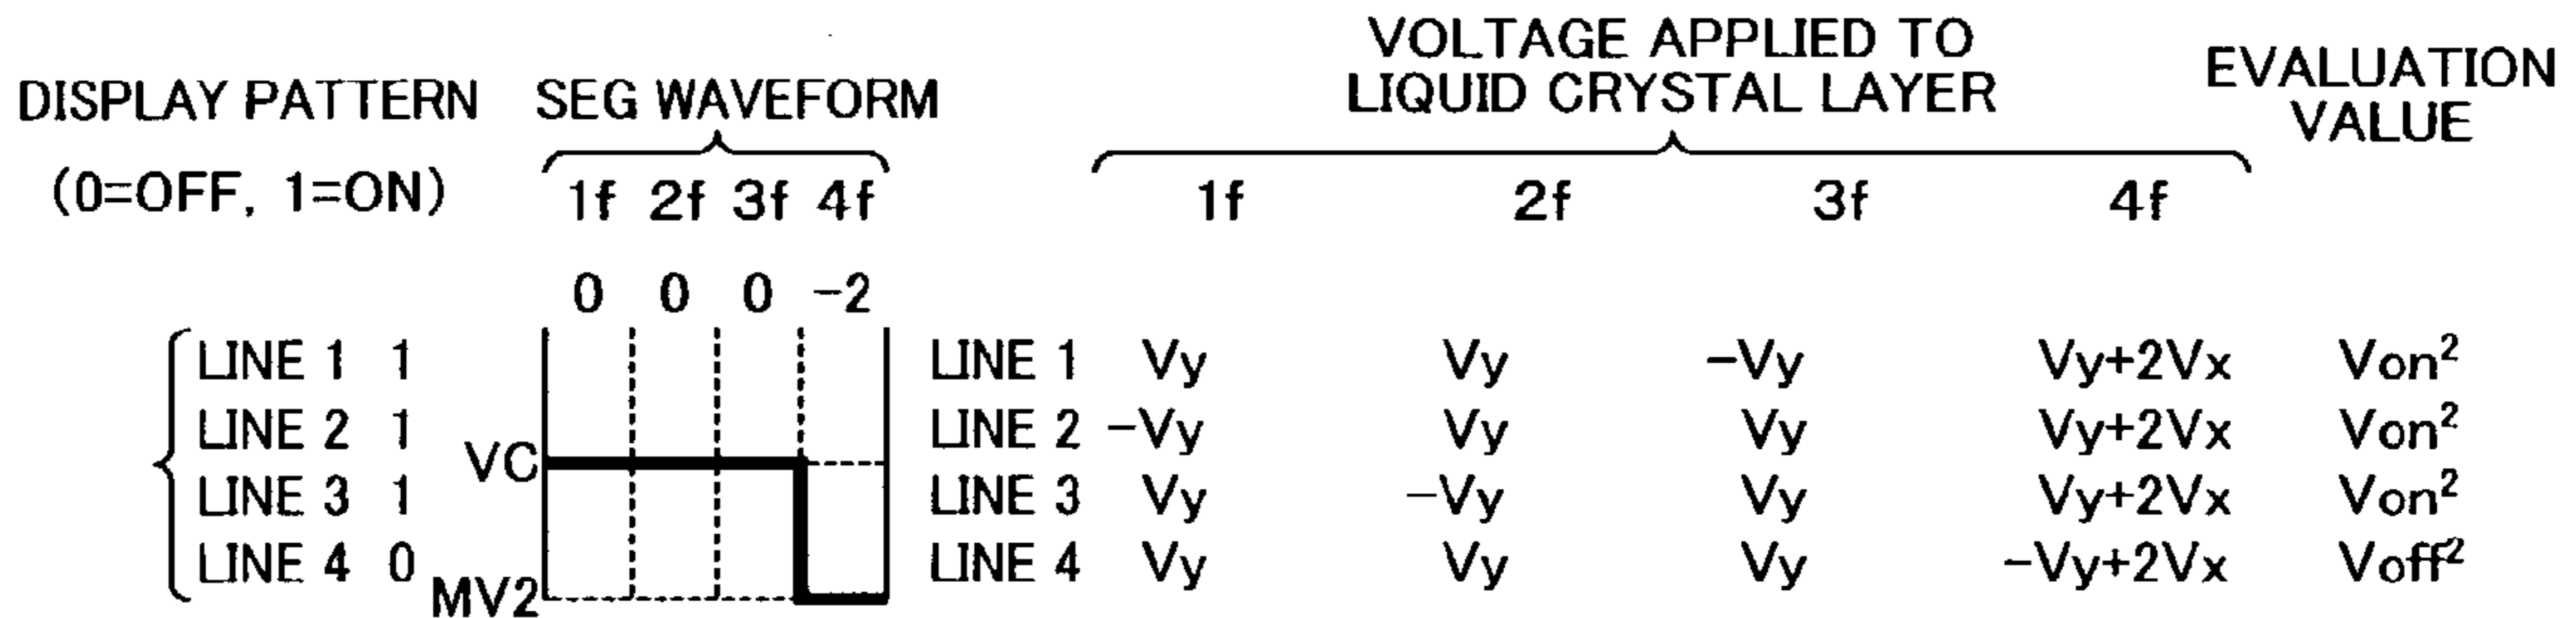 DISPLAY PATTERN
(0=OFF, 1=ON)
SEG WAVEFORM
1f 2f 3f 4f
VOLTAGE APPLIED TO
LIQUID CRYSTAL LAYER
1f 2f 3f 4f
EVALUATION
VALUE
0 0 0 -2
LINE 1 1
LINE 2 1
LINE 3 1
LINE 4 0
VC
MV2
LINE 1 Vy Vy -Vy Vy+2Vx Von²
LINE 2 -Vy Vy Vy Vy+2Vx Von²
LINE 3 Vy -Vy Vy Vy+2Vx Von²
LINE 4 Vy Vy Vy -Vy+2Vx Voff²